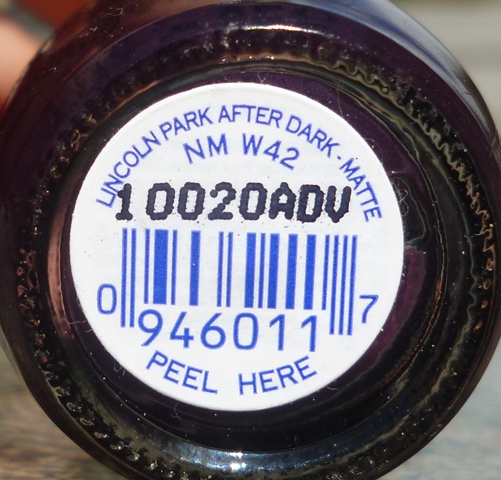 LINCOLN PARK AFTER DARK - MATTE
NM W42
10020ADV
0 946011 7
PEEL HERE